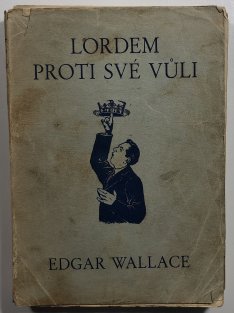 LORDEM
PROTI SVÉ VŮLI
EDGAR WALLACE